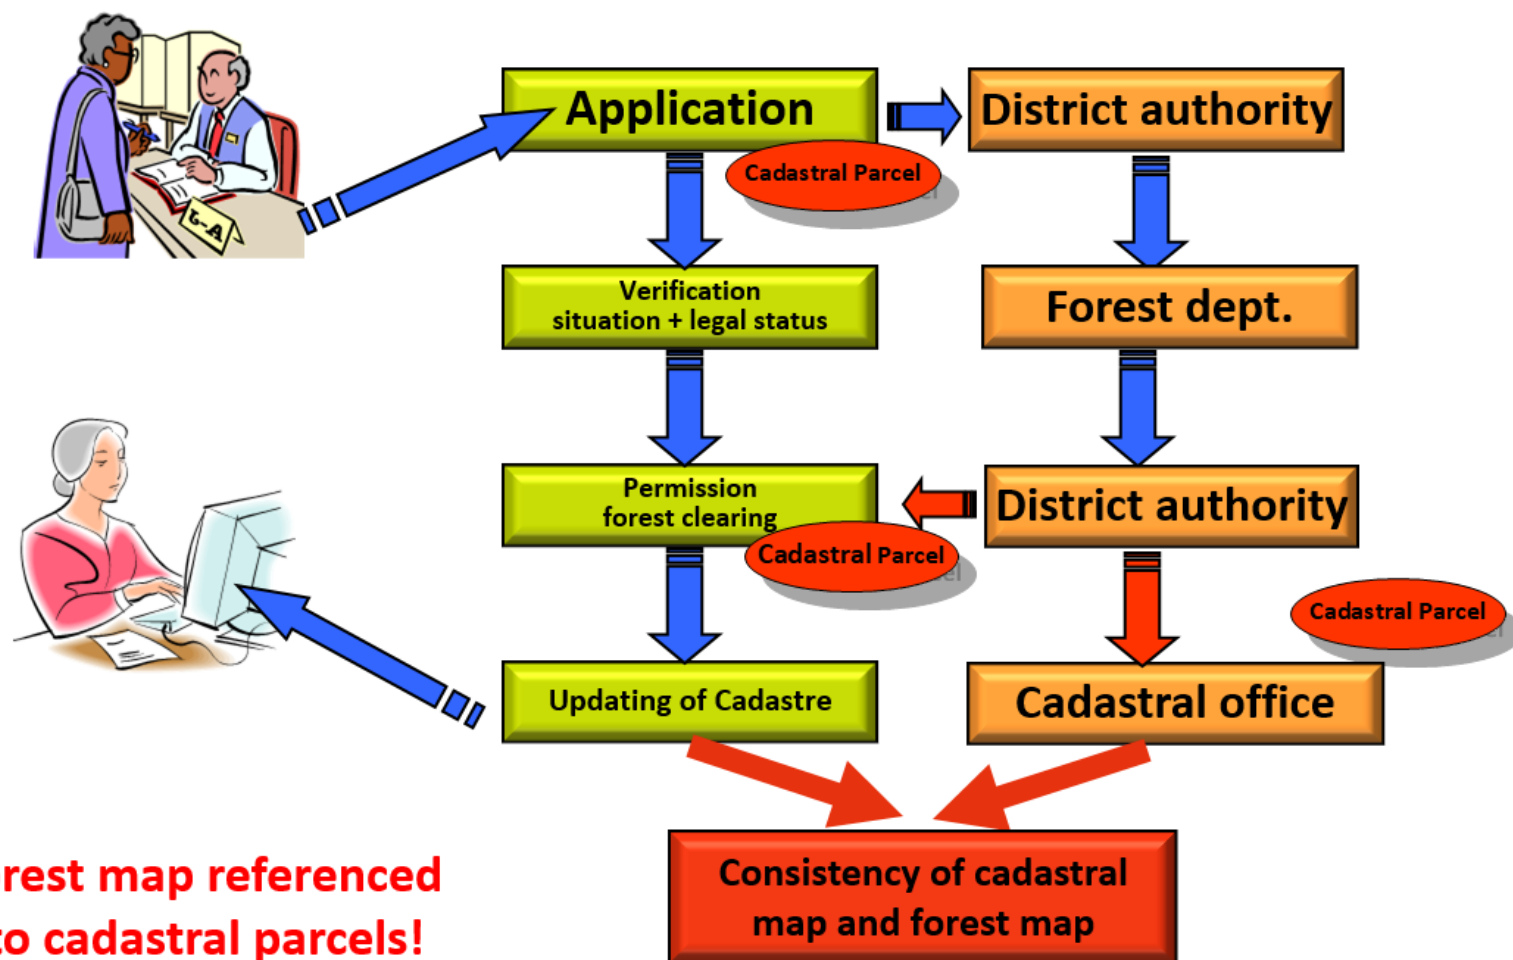 Application
District authority
Cadastral Parcel
Verification
situation + legal status
Forest dept.
Permission
forest clearing
District authority
Cadastral Parcel
Cadastral Parcel
Updating of Cadastre
Cadastral office
Consistency of cadastral
map and forest map
rest map referenced
to cadastral parcels!